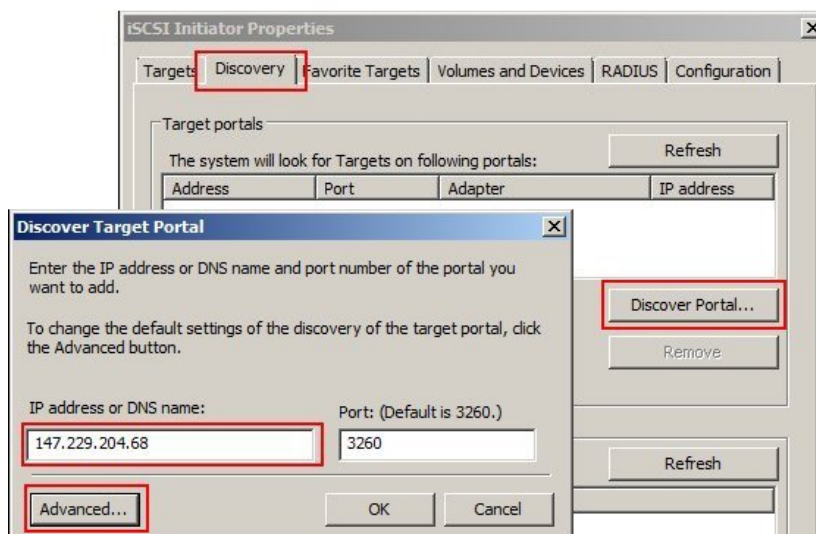 iSCSI Initiator Properties
Targets Discovery Favorite Targets Volumes and Devices RADIUS Configuration
Target portals
The system will look for Targets on following portals:
Refresh
Address Port Adapter IP address
Discover Portal...
Remove
Refresh
Discover Target Portal
Enter the IP address or DNS name and port number of the portal you
want to add.
To change the default settings of the discovery of the target portal, click
the Advanced button.
IP address or DNS name: Port: (Default is 3260.)
147.229.204.68 3260
Advanced... OK Cancel